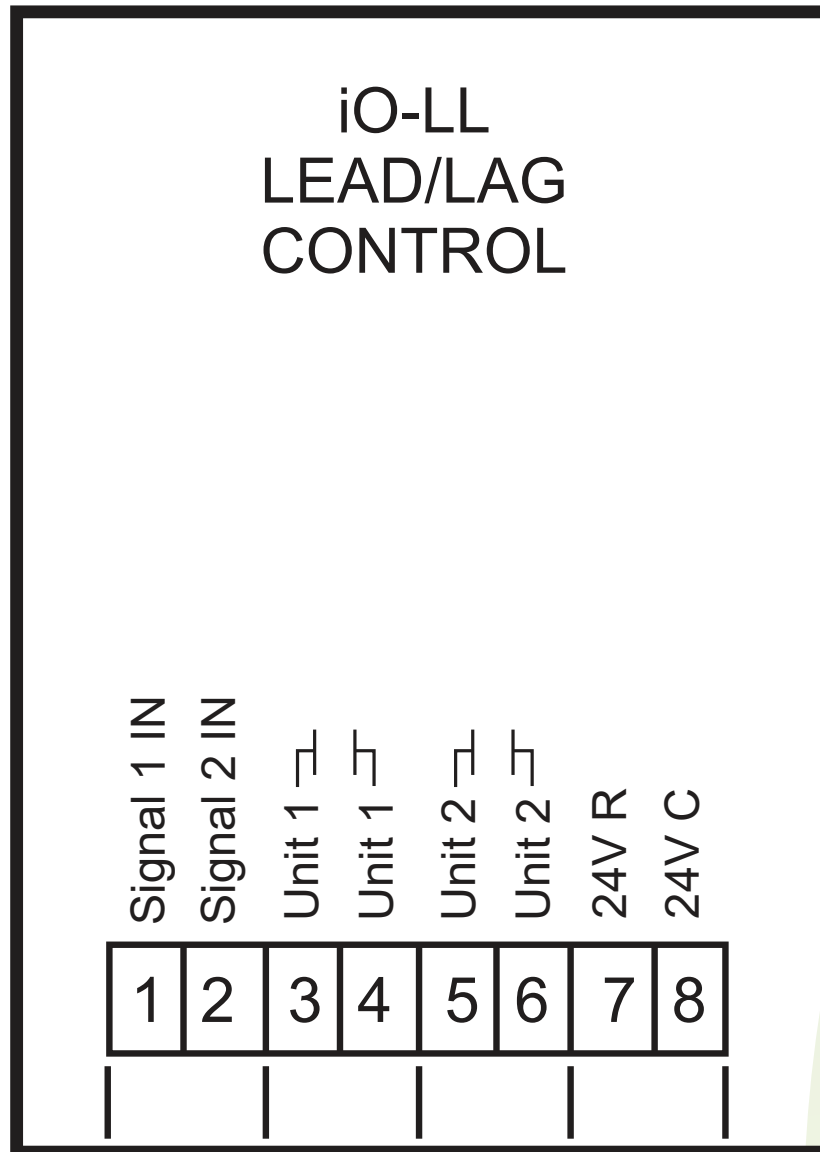 iO-LL
LEAD/LAG
CONTROL
Signal 1 IN
Signal 2 IN
Unit 1
Unit 1
Unit 2
Unit 2
24V R
24V C
1 2 3 4 5 6 7 8